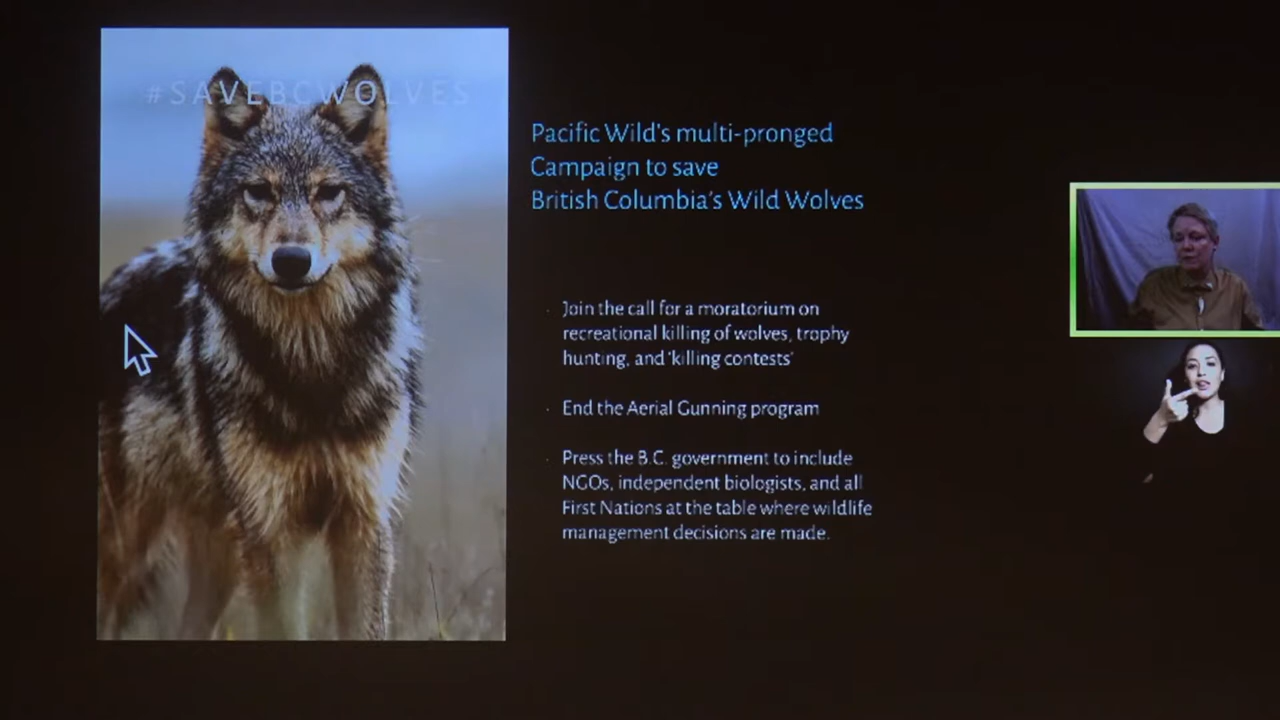 #SAVEBCWOLVES
Pacific Wild's multi-pronged
Campaign to save
British Columbia's Wild Wolves
· Join the call for a moratorium on
recreational killing of wolves, trophy
hunting, and 'killing contests'
· End the Aerial Gunning program
· Press the B.C. government to include
NGOs, independent biologists, and all
First Nations at the table where wildlife
management decisions are made.